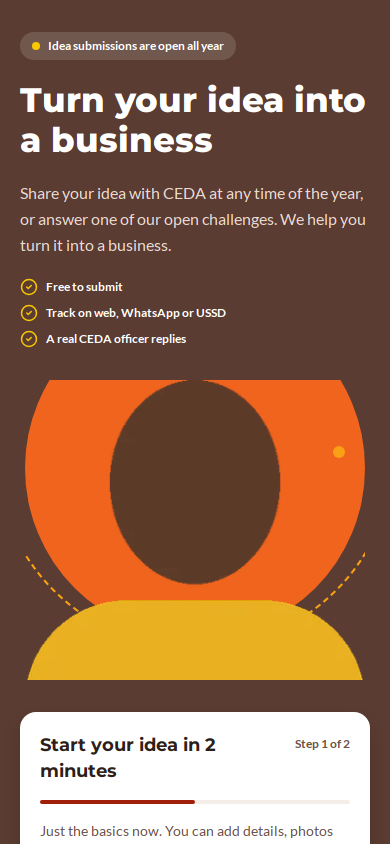 Idea submissions are open all year
Turn your idea into
a business
Share your idea with CEDA at any time of the year,
or answer one of our open challenges. We help you
turn it into a business.
Free to submit
Track on web, WhatsApp or USSD
A real CEDA officer replies
Start your idea in 2
minutes
Step 1 of 2
Just the basics now. You can add details, photos